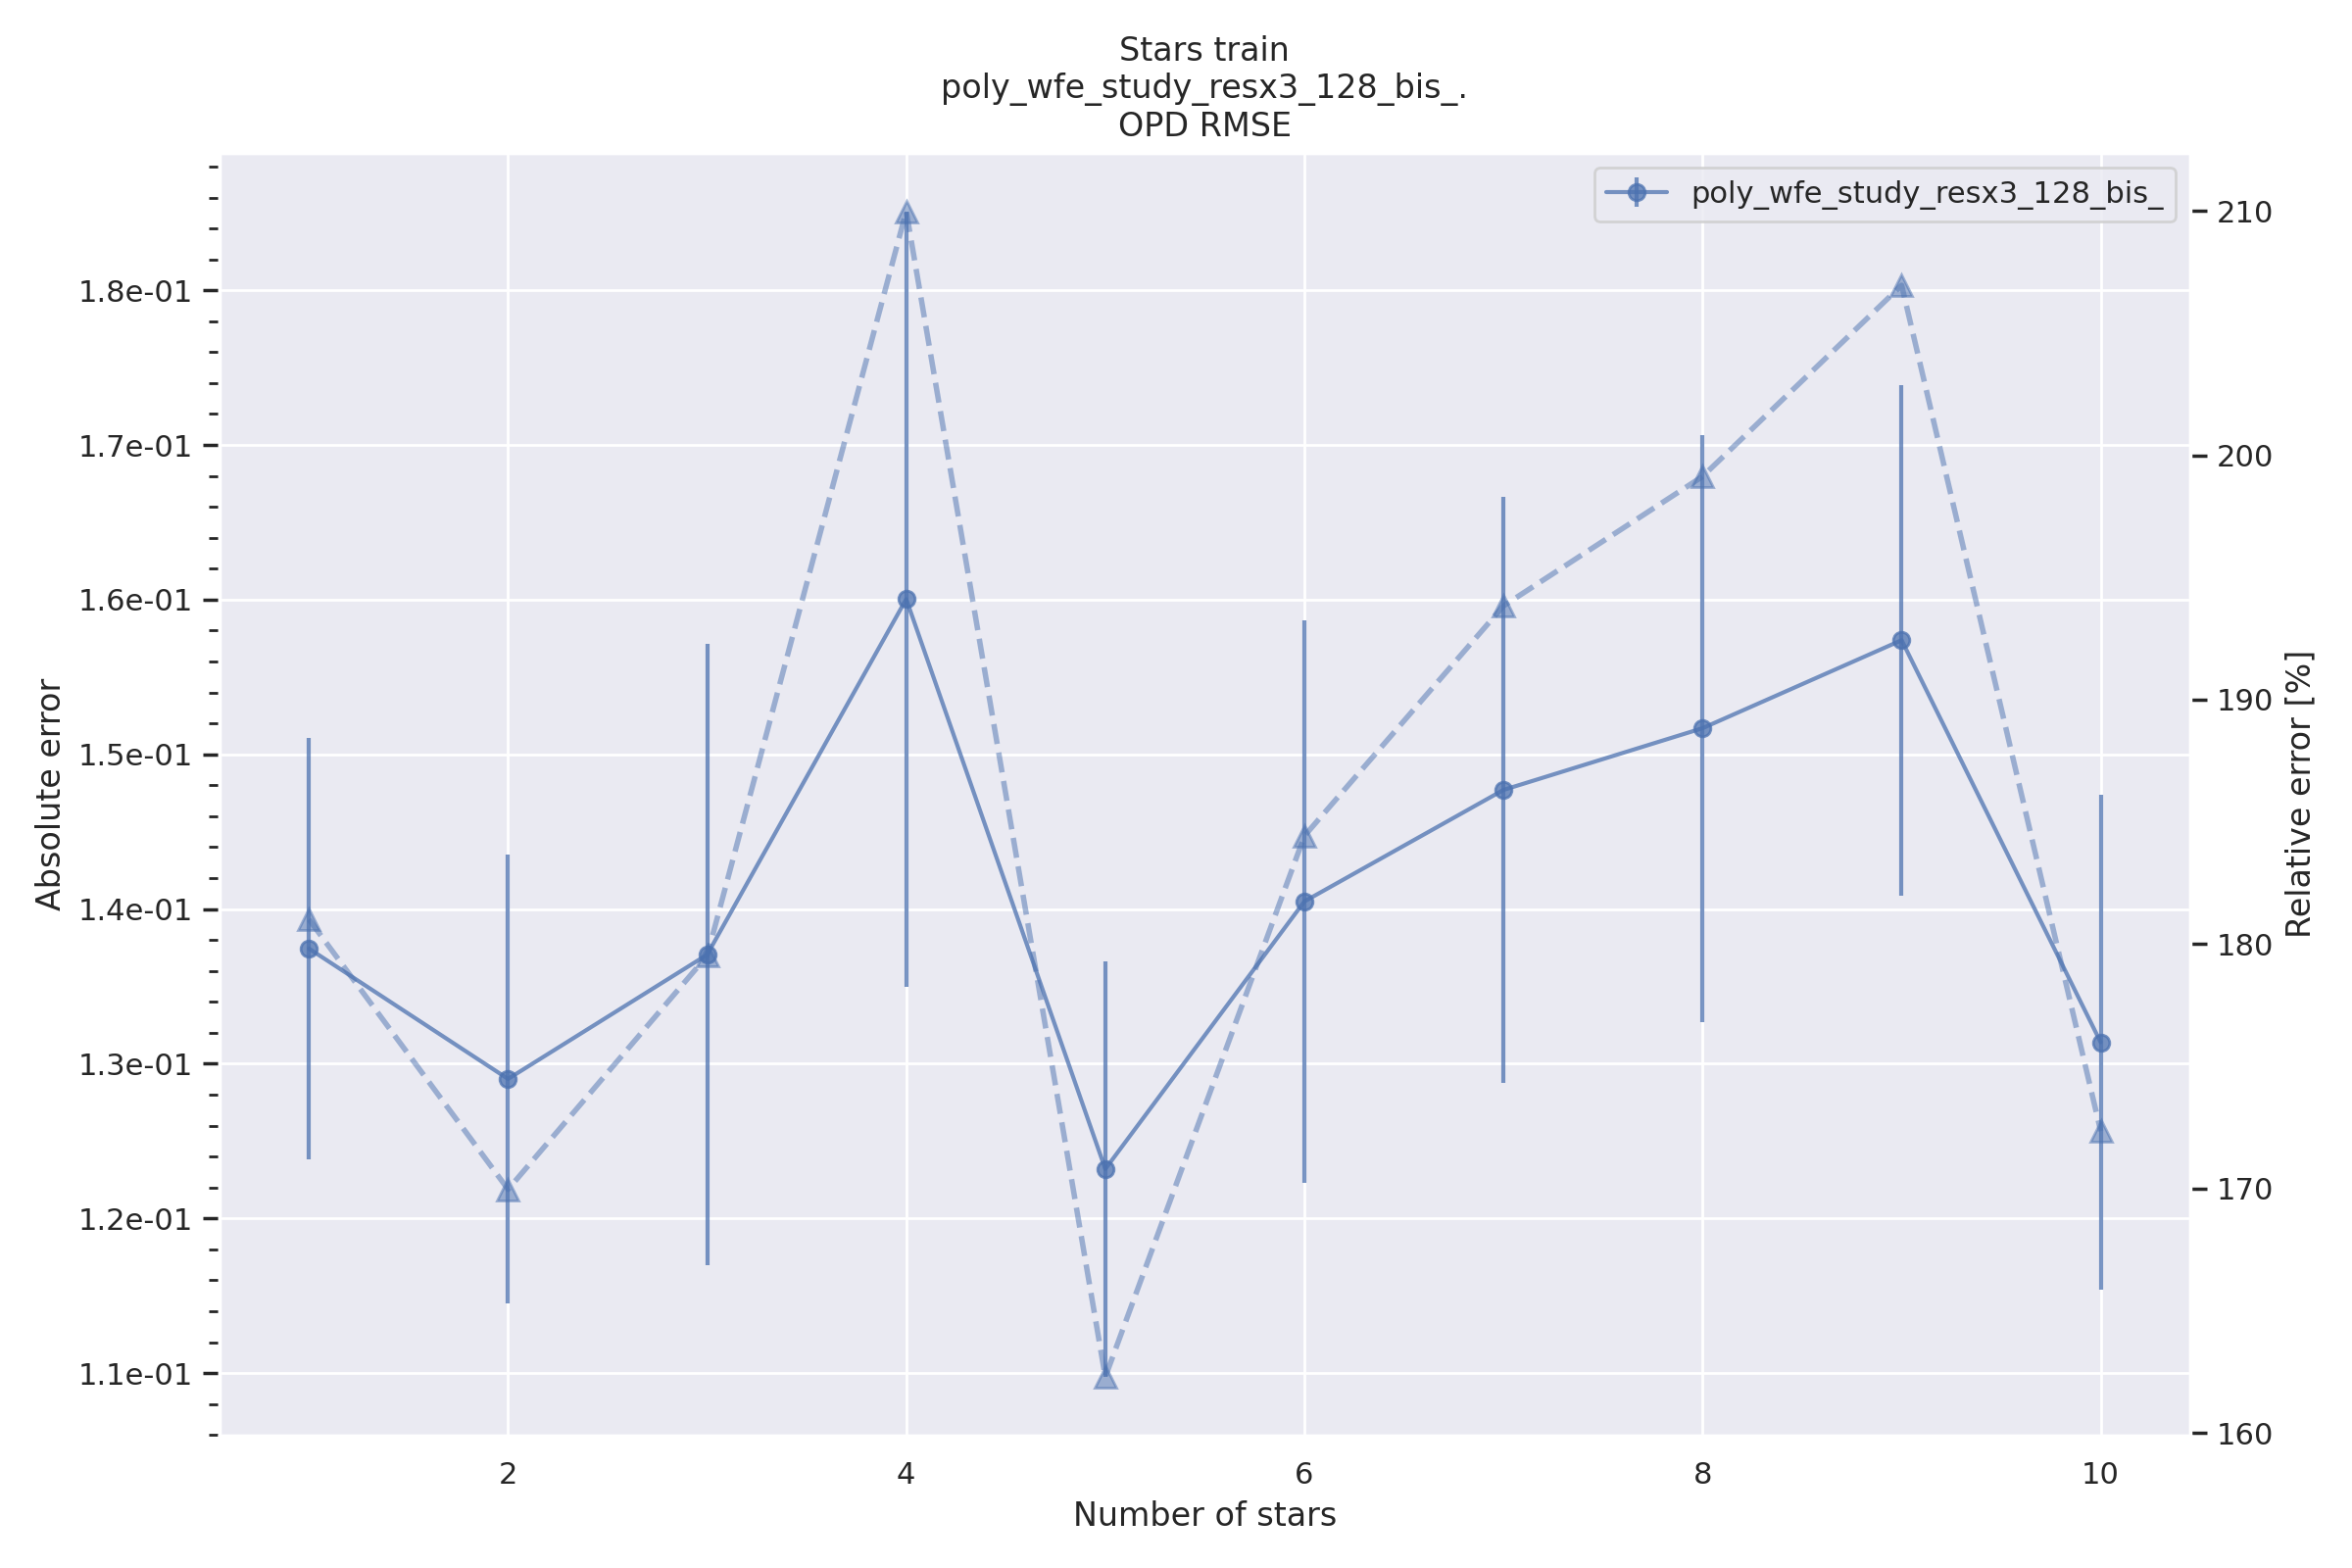 Stars train
poly_wfe_study_resx3_128_bis_.
OPD RMSE
poly_wfe_study_resx3_128_bis_
Absolute error
1.8e-01
1.7e-01
1.6e-01
1.5e-01
1.4e-01
1.3e-01
1.2e-01
1.1e-01
210
200
190
180
170
160
Relative error [%]
2 4 6 8 10
Number of stars